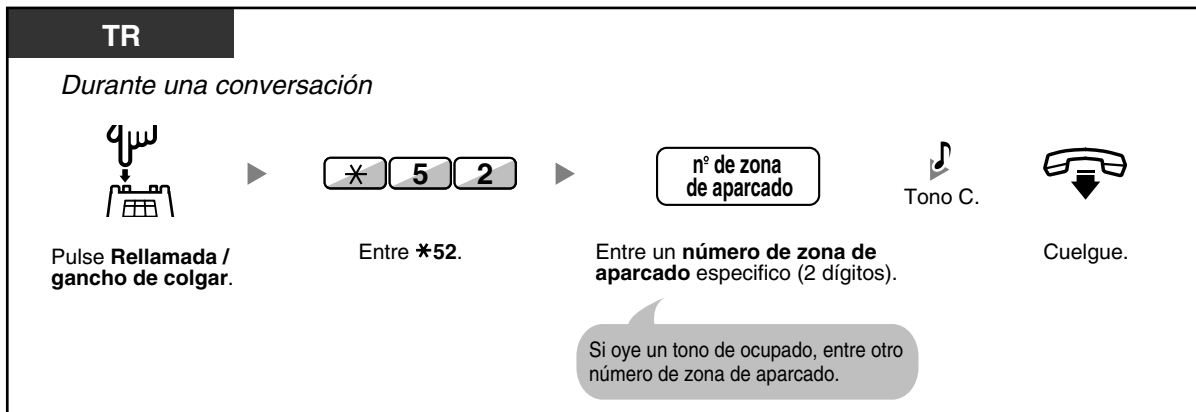 TR
Durante una conversación
* 5 2
nº de zona
de aparcado
Tono C.
Pulse Rellamada /
gancho de colgar.
Entre *52.
Entre un número de zona de
aparcado especifico (2 dígitos).
Cuelgue.
Si oye un tono de ocupado, entre otro
número de zona de aparcado.